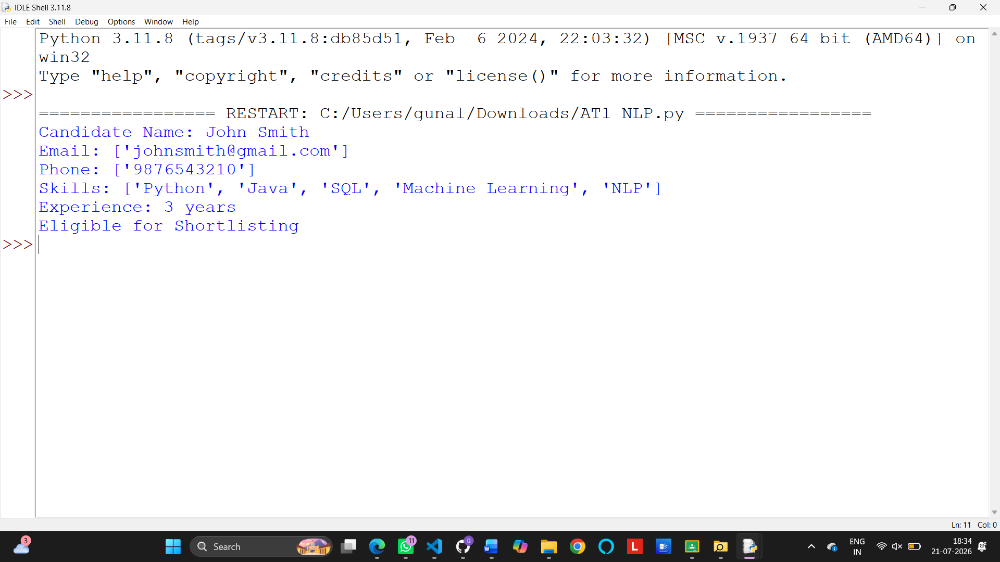 IDLE Shell 3.11.8
File Edit Shell Debug Options Window Help
Python 3.11.8 (tags/v3.11.8:db85d51, Feb  6 2024, 22:03:32) [MSC v.1937 64 bit (AMD64)] on
win32
Type "help", "copyright", "credits" or "license()" for more information.
>>>
================= RESTART: C:/Users/gunal/Downloads/AT1 NLP.py =================
Candidate Name: John Smith
Email: ['johnsmith@gmail.com']
Phone: ['9876543210']
Skills: ['Python', 'Java', 'SQL', 'Machine Learning', 'NLP']
Experience: 3 years
Eligible for Shortlisting
>>>
Ln: 11 Col: 0
3
Search
11
G
W
L
ENG
IN
18:34
21-07-2026